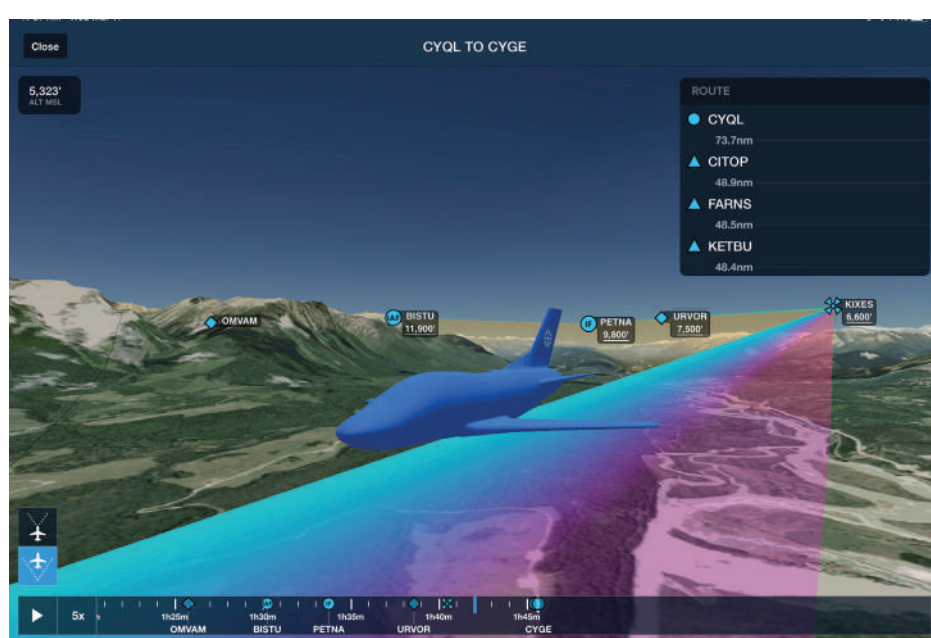 Close
CYQL TO CYGE
5,323'
ALT MSL
ROUTE
CYQL
73.7nm
CITOP
48.9nm
FARNS
48.5nm
KETBU
48.4nm
OMVAM
IAF
BISTU
11,900'
IF
PETNA
9,800'
URVOR
7,500'
KIXES
6,600'
5x
1h25m
1h30m
1h35m
1h40m
1h45m
OMVAM
BISTU
PETNA
URVOR
CYGE